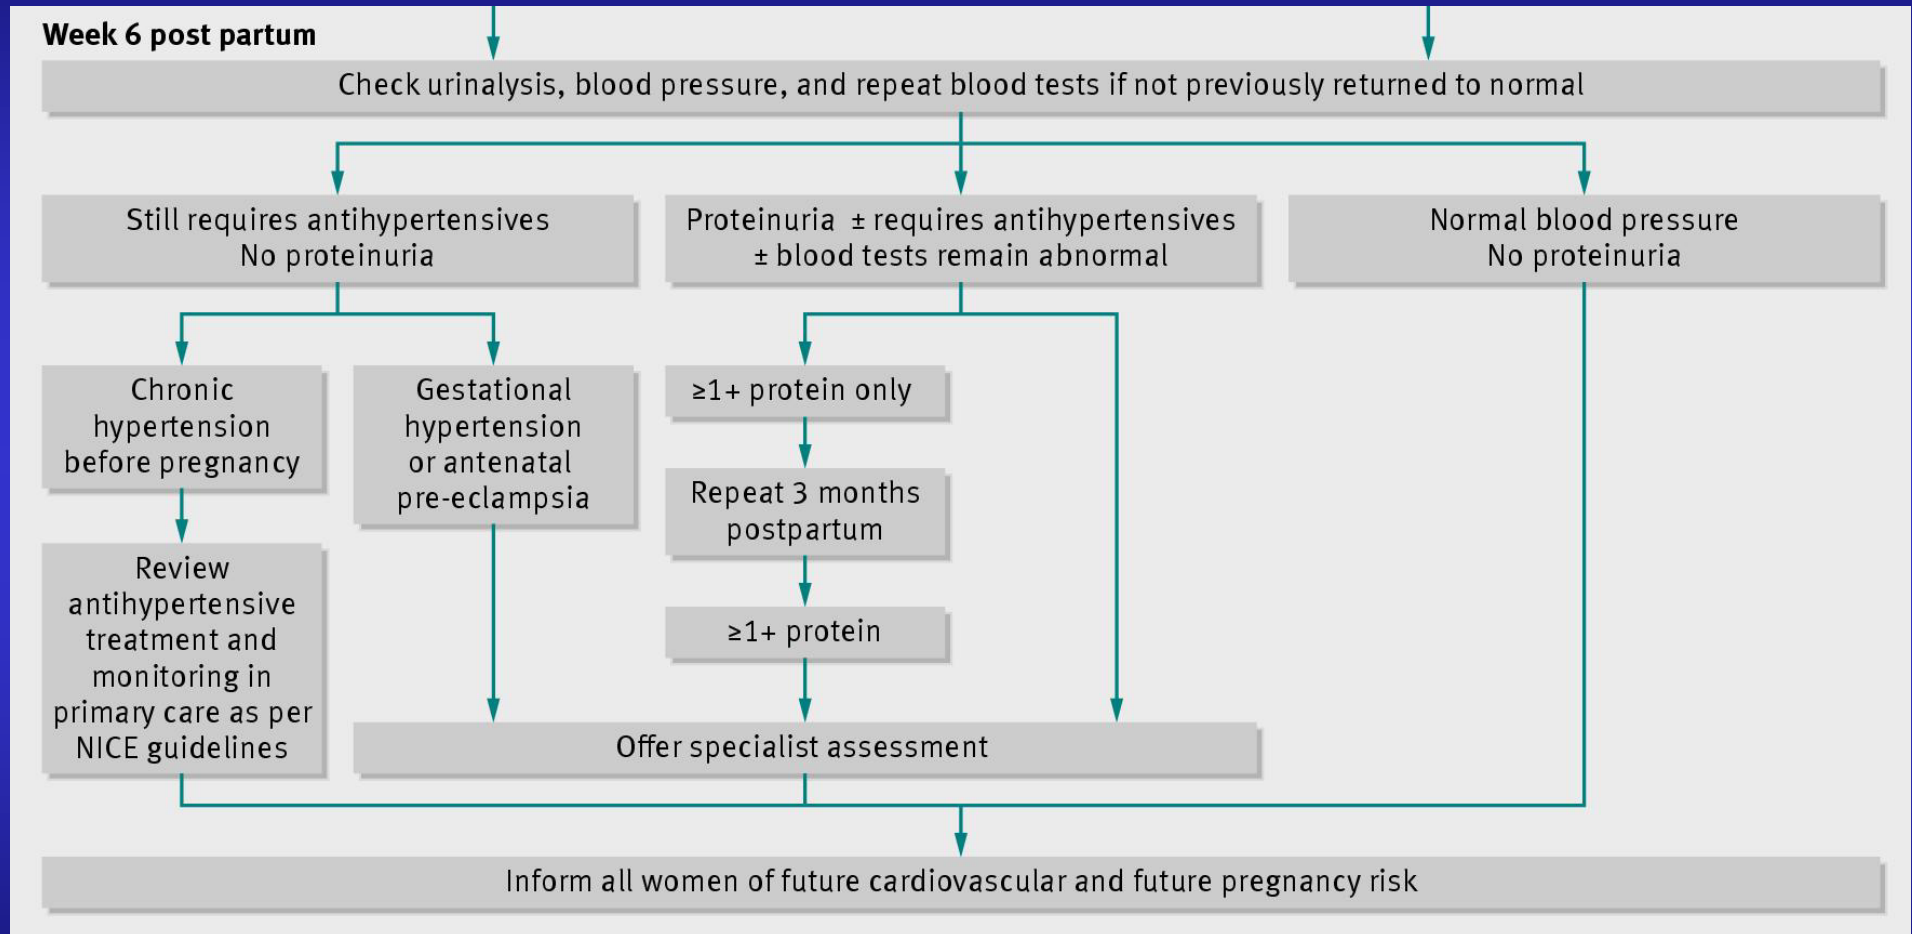 Week 6 post partum
Check urinalysis, blood pressure, and repeat blood tests if not previously returned to normal
Still requires antihypertensives
No proteinuria
Proteinuria ± requires antihypertensives
± blood tests remain abnormal
Normal blood pressure
No proteinuria
Chronic
hypertension
before pregnancy
Gestational
hypertension
or antenatal
pre-eclampsia
≥1+ protein only
Repeat 3 months
postpartum
≥1+ protein
Review
antihypertensive
treatment and
monitoring in
primary care as per
NICE guidelines
Offer specialist assessment
Inform all women of future cardiovascular and future pregnancy risk